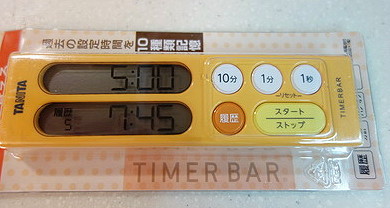 過去の設定時間を10種類記憶
TANITA
5:00
7:45
10分
1分
1秒
リセット
履歴
スタート
ストップ
TIMERBAR
TIMER BAR
履歴